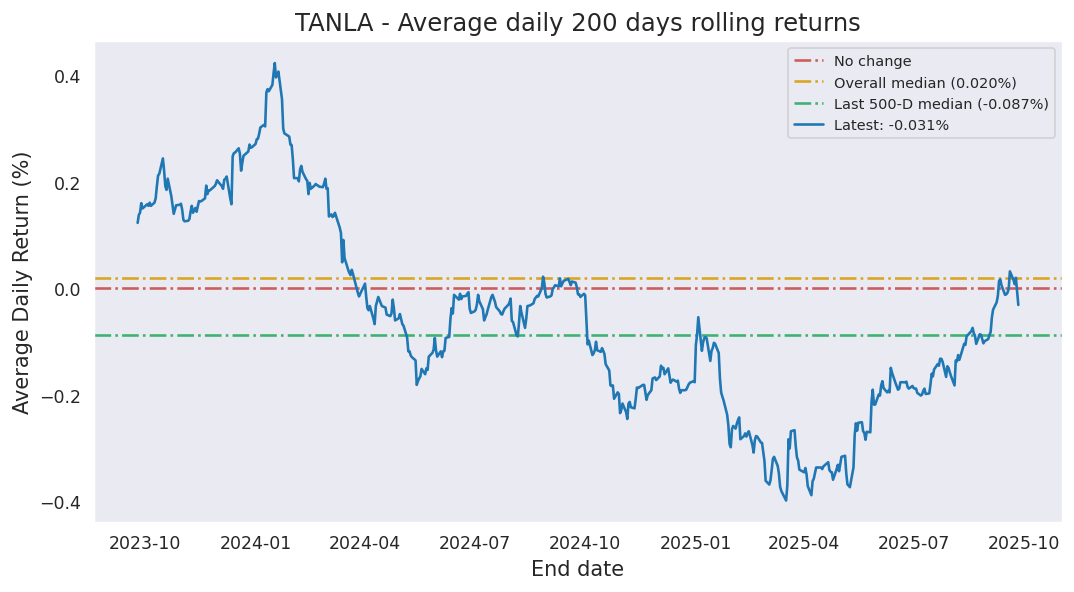 TANLA - Average daily 200 days rolling returns
No change
Overall median (0.020%)
Last 500-D median (-0.087%)
Latest: -0.031%
Average Daily Return (%)
0.4
0.2
0.0
−0.2
−0.4
2023-10 2024-01 2024-04 2024-07 2024-10 2025-01 2025-04 2025-07 2025-10
End date